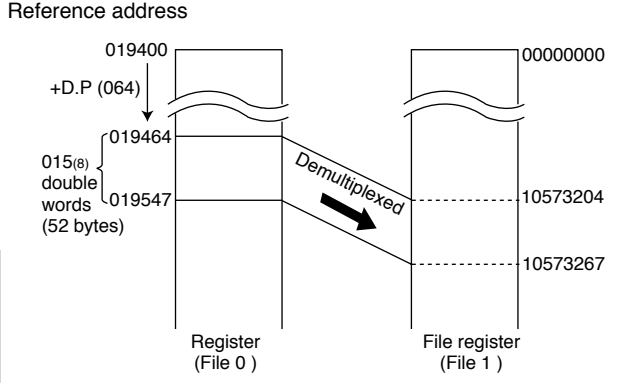 Reference address
019400
00000000
+D.P (064)
019464
015(8)
double
words
(52 bytes)
019547
Demultiplexed
10573204
10573267
Register
(File 0 )
File register
(File 1 )